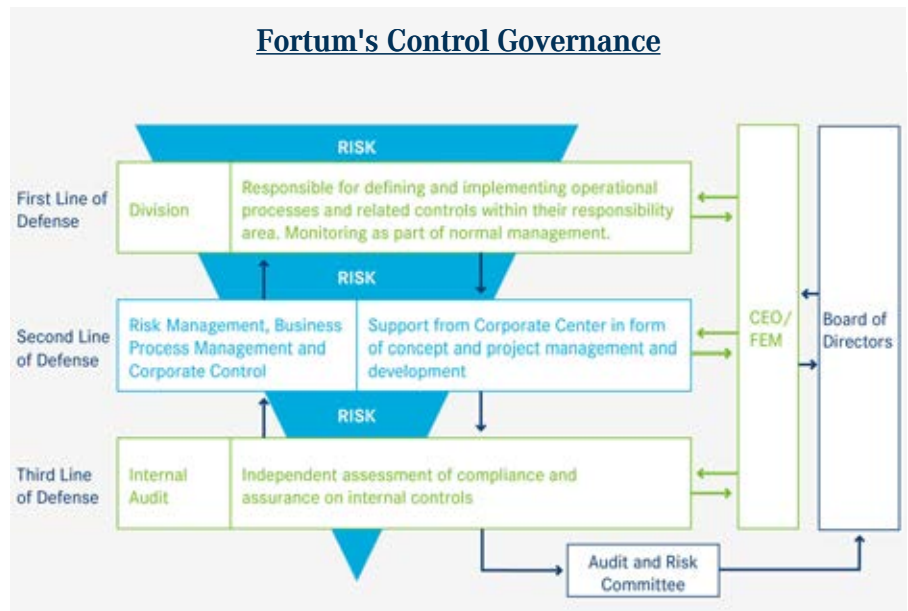 Fortum's Control Governance
RISK
First Line of
Defense
Division
Responsible for defining and implementing operational
processes and related controls within their responsibility
area. Monitoring as part of normal management.
RISK
Second Line
of Defense
Risk Management, Business
Process Management and
Corporate Control
Support from Corporate Center in form
of concept and project management and
development
RISK
Third Line
of Defense
Internal
Audit
Independent assessment of compliance and
assurance on internal controls
CEO/
FEM
Board of
Directors
Audit and Risk
Committee